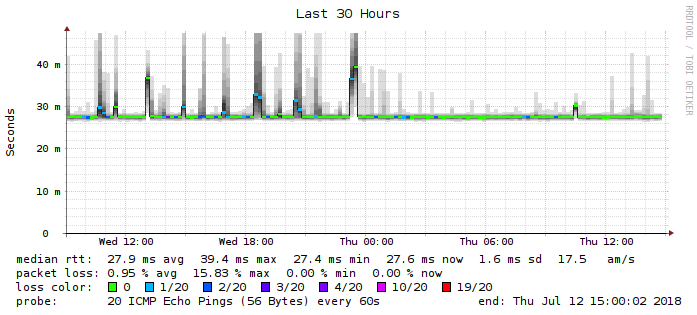 Last 30 Hours
RRDTOOL / TOBI OETIKER
Seconds
40 m
30 m
20 m
10 m
0
Wed 12:00 Wed 18:00 Thu 00:00 Thu 06:00 Thu 12:00
median rtt: 27.9 ms avg 39.4 ms max 27.4 ms min 27.6 ms now 1.6 ms sd 17.5 am/s
packet loss: 0.95 % avg 15.83 % max 0.00 % min 0.00 % now
loss color: 0 1/20 2/20 3/20 4/20 10/20 19/20
probe: 20 ICMP Echo Pings (56 Bytes) every 60s end: Thu Jul 12 15:00:02 2018